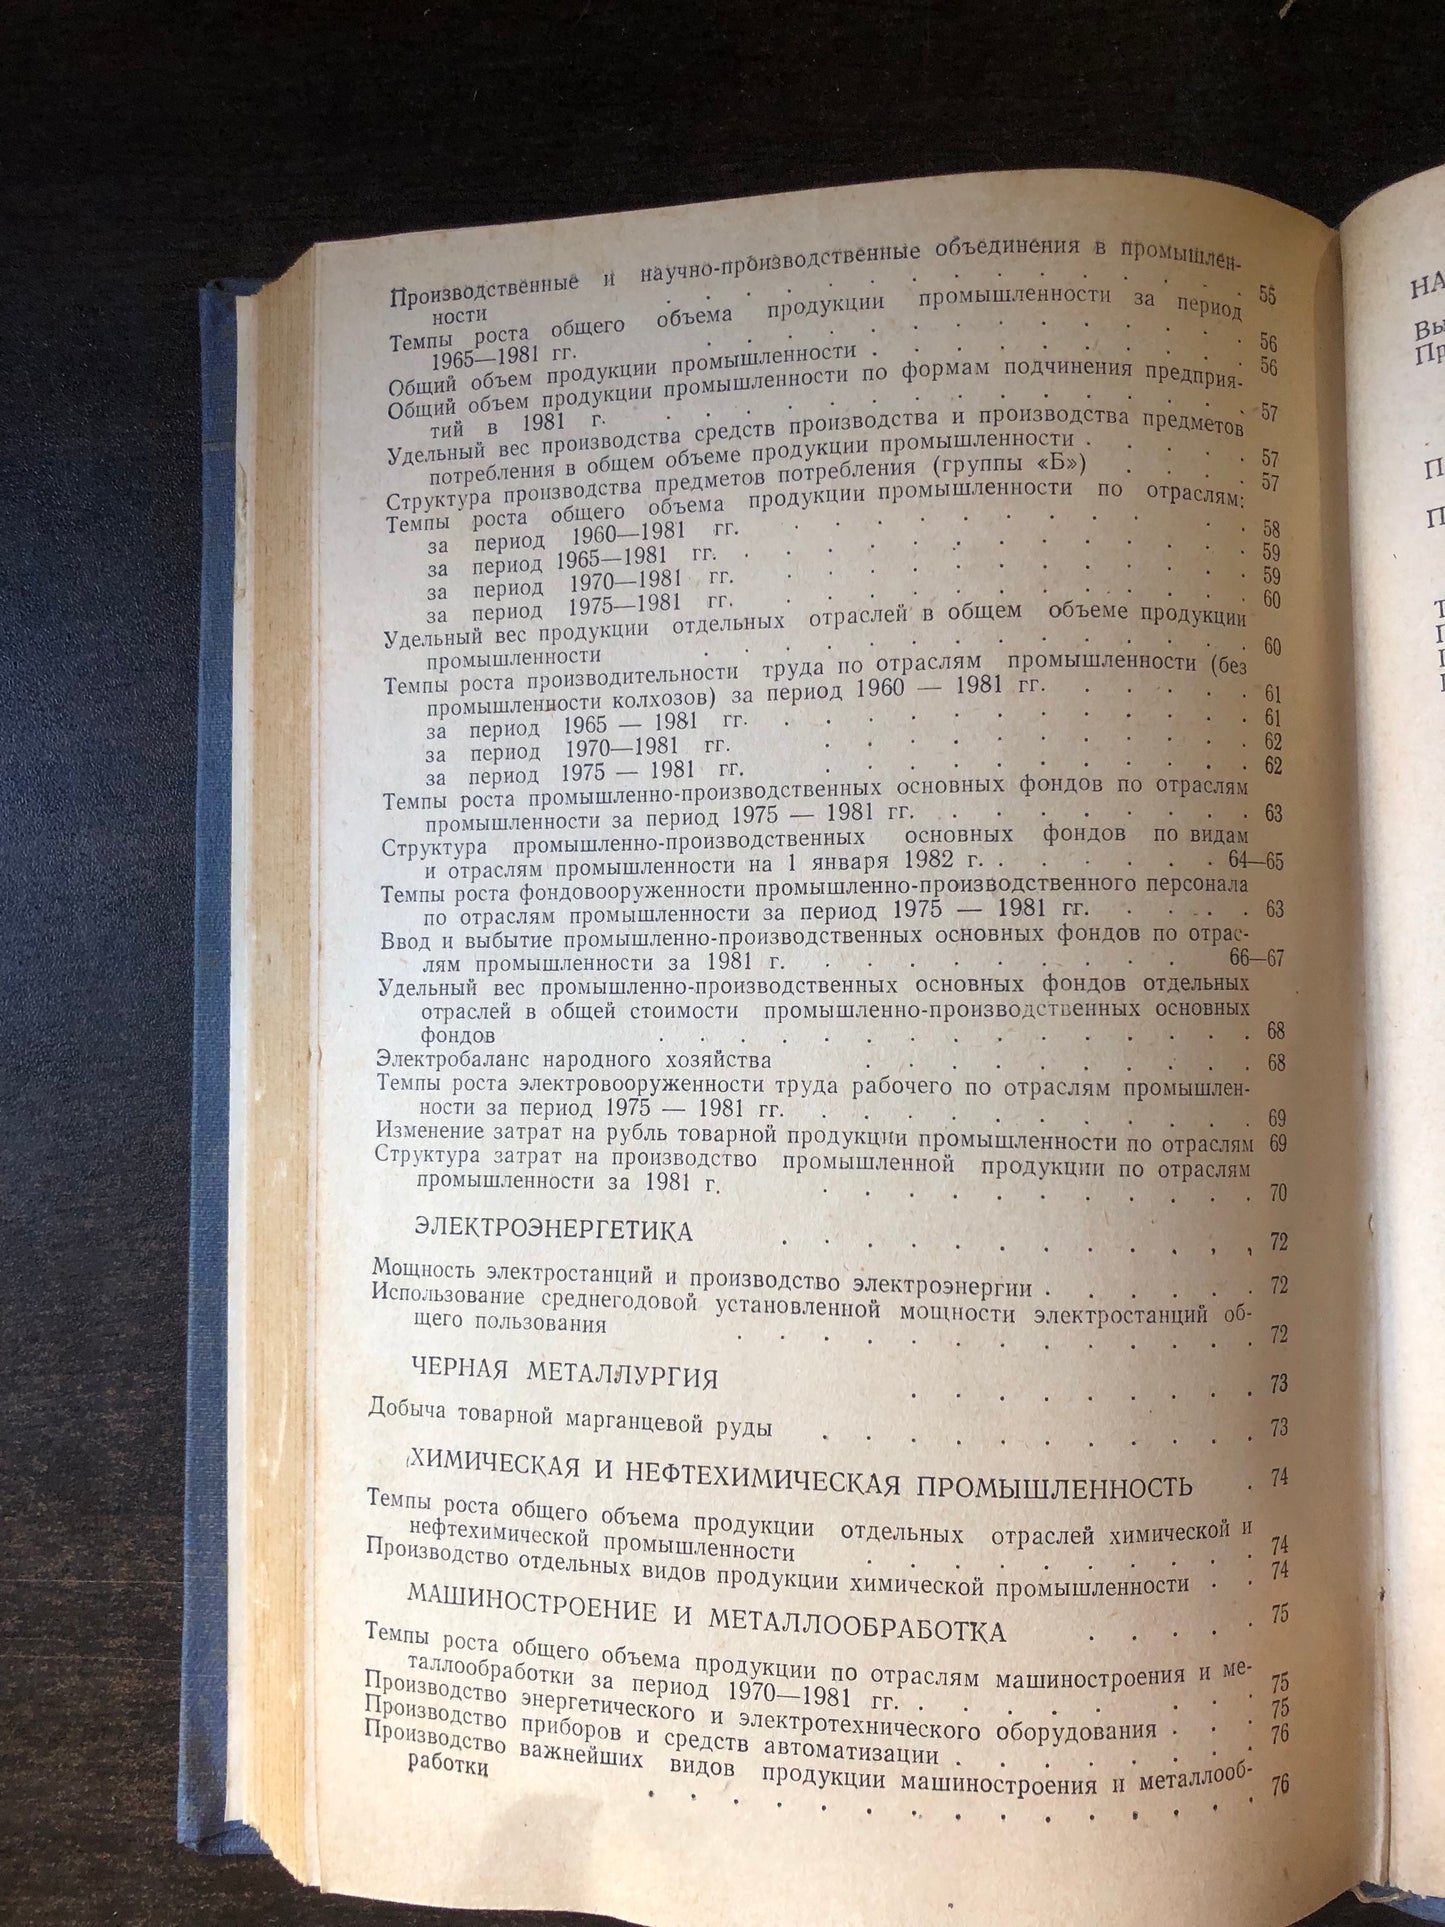 Производственные и научно-производственные объединения в промышлен-
ности . . . . . . . . . . . . . . 55
Темпы роста общего объема продукции промышленности за период
1965—1981 гг. . . . . . . . . . . . . 56
Общий объем продукции промышленности . . . . . . . . . 56
Общий объем продукции промышленности по формам подчинения предприя-
тий в 1981 г. . . . . . . . . . . . . . 57
Удельный вес производства средств производства и производства предметов
потребления в общем объеме продукции промышленности . . . . . 57
Структура производства предметов потребления (группы «Б») . . . . 57
Темпы роста общего объема продукции промышленности по отраслям:
за период 1960—1981 гг. . . . . . . . . . . . 58
за период 1965—1981 гг. . . . . . . . . . . . 59
за период 1970—1981 гг. . . . . . . . . . . . 59
за период 1975—1981 гг. . . . . . . . . . . . 60
Удельный вес продукции отдельных отраслей в общем объеме продукции
промышленности . . . . . . . . . . . . . 60
Темпы роста производительности труда по отраслям промышленности (без
промышленности колхозов) за период 1960 — 1981 гг. . . . . . 61
за период 1965 — 1981 гг. . . . . . . . . . . . 61
за период 1970—1981 гг. . . . . . . . . . . 62
за период 1975 — 1981 гг. . . . . . . . . . . 62
Темпы роста промышленно-производственных основных фондов по отраслям
промышленности за период 1975 — 1981 гг. . . . . . . . . 63
Структура промышленно-производственных основных фондов по видам
и отраслям промышленности на 1 января 1982 г. . . . . . . 64—65
Темпы роста фондовооруженности промышленно-производственного персонала
по отраслям промышленности за период 1975 — 1981 гг. . . . . 63
Ввод и выбытие промышленно-производственных основных фондов по отрас-
лям промышленности за 1981 г. . . . . . . . . . . 66—67
Удельный вес промышленно-производственных основных фондов отдельных
отраслей в общей стоимости промышленно-производственных основных
фондов . . . . . . . . . . . . . . 68
Электробаланс народного хозяйства . . . . . . . . . . 68
Темпы роста электровооруженности труда рабочего по отраслям промышлен-
ности за период 1975 — 1981 гг. . . . . . . . . . . . 69
Изменение затрат на рубль товарной продукции промышленности по отраслям 69
Структура затрат на производство промышленной продукции по отраслям
промышленности за 1981 г. . . . . . . . . . . . 70
ЭЛЕКТРОЭНЕРГЕТИКА . . . . . . . . . . . . 72
Мощность электростанций и производство электроэнергии . . . . . . 72
Использование среднегодовой установленной мощности электростанций об-
щего пользования . . . . . . . . . . . . . 72
ЧЕРНАЯ МЕТАЛЛУРГИЯ . . . . . . . . . 73
Добыча товарной марганцевой руды . . . . . . . . . . . 73
ХИМИЧЕСКАЯ И НЕФТЕХИМИЧЕСКАЯ ПРОМЫШЛЕННОСТЬ . 74
Темпы роста общего объема продукции отдельных отраслей химической и
нефтехимической промышленности . . . . . . . . . . 74
Производство отдельных видов продукции химической промышленности . . 74
МАШИНОСТРОЕНИЕ И МЕТАЛЛООБРАБОТКА . . . . . 75
Темпы роста общего объема продукции по отраслям машиностроения и ме-
таллообработки за период 1970—1981 гг. . . . . . . . . 75
Производство энергетического и электротехнического оборудования . . . 75
Производство приборов и средств автоматизации . . . . . . . . 76
Производство важнейших видов продукции машиностроения и металлооб-
работки . . . . . . . . . . . . . . . 76
НА
Вы
Пр
П
П
Т